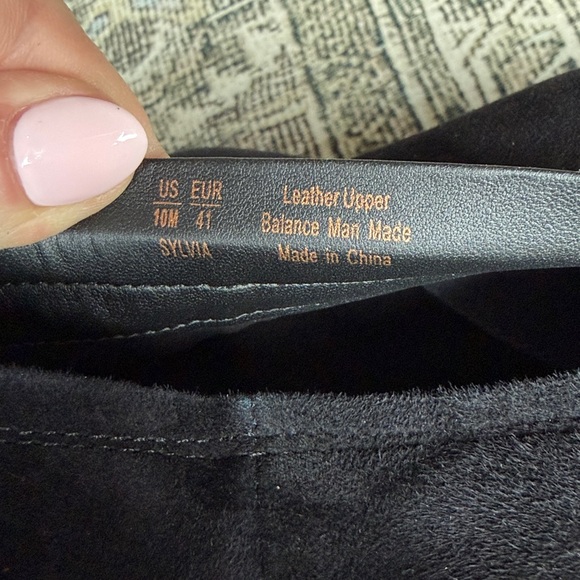 US EUR
10M 41
SYLVIA
Leather Upper
Balance Man Made
Made in China